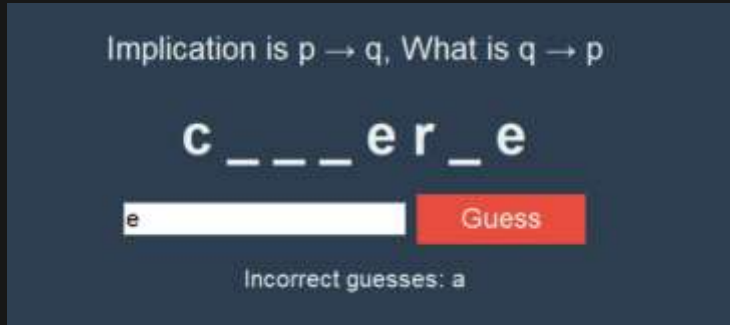 Implication is p → q, What is q → p
c _ _ _ e r _ e
e
Guess
Incorrect guesses: a